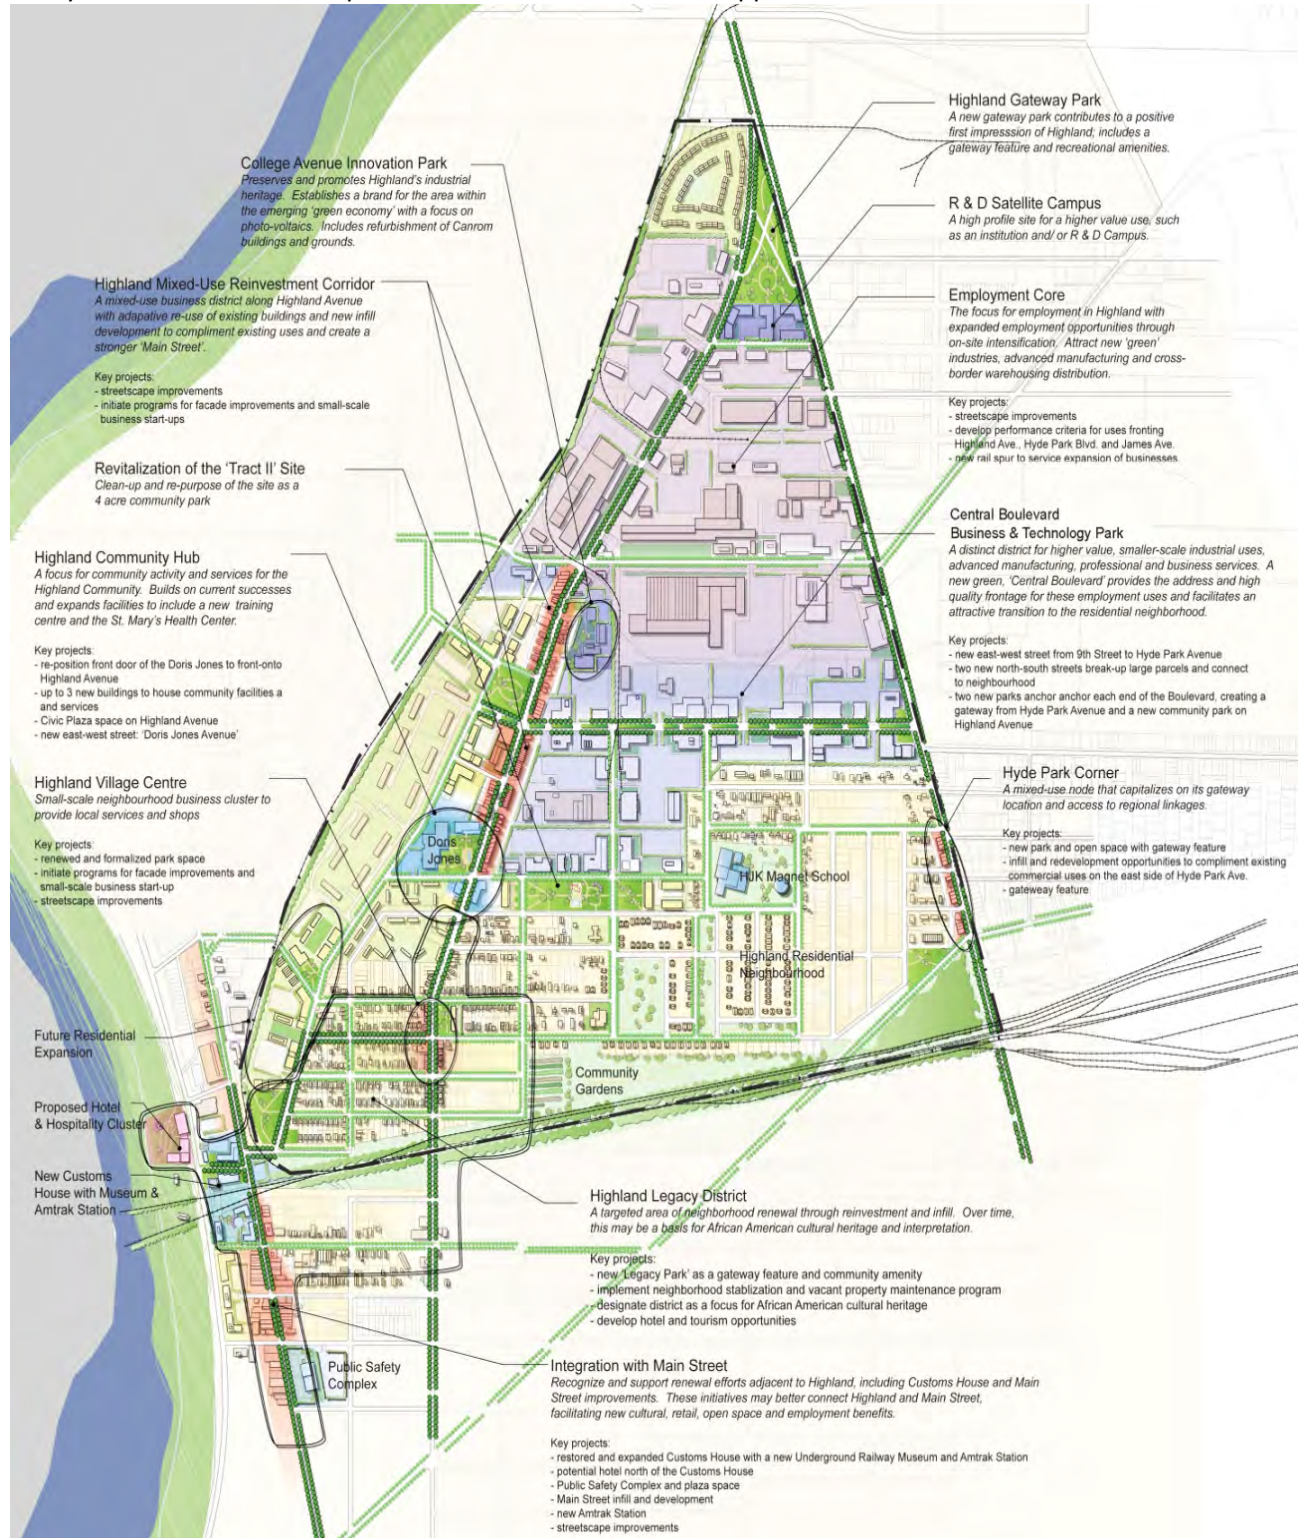 College Avenue Innovation Park
Preserves and promotes Highland's industrial
heritage. Establishes a brand for the area within
the emerging 'green economy' with a focus on
photo-voltaics. Includes refurbishment of Canrom
buildings and grounds.
Highland Mixed-Use Reinvestment Corridor
A mixed-use business district along Highland Avenue
with adapative re-use of existing buildings and new infill
development to compliment existing uses and create a
stronger 'Main Street'.
Key projects:
- streetscape improvements
- initiate programs for facade improvements and small-scale
business start-ups
Revitalization of the 'Tract II' Site
Clean-up and re-purpose of the site as a
4 acre community park
Highland Community Hub
A focus for community activity and services for the
Highland Community. Builds on current successes
and expands facilities to include a new training
centre and the St. Mary's Health Center.
Key projects:
- re-position front door of the Doris Jones to front-onto
Highland Avenue
- up to 3 new buildings to house community facilities a
and services
- Civic Plaza space on Highland Avenue
- new east-west street: 'Doris Jones Avenue'
Highland Village Centre
Small-scale neighbourhood business cluster to
provide local services and shops
Key projects:
- renewed and formalized park space
- initiate programs for facade improvements and
small-scale business start-up
- streetscape improvements
Future Residential
Expansion
Proposed Hotel
& Hospitality Cluster
New Customs
House with Museum &
Amtrak Station
Highland Gateway Park
A new gateway park contributes to a positive
first impresssion of Highland; includes a
gateway feature and recreational amenities.
R & D Satellite Campus
A high profile site for a higher value use, such
as an institution and/ or R & D Campus.
Employment Core
The focus for employment in Highland with
expanded employment opportunities through
on-site intensification. Attract new 'green'
industries, advanced manufacturing and cross-
border warehousing distribution.
Key projects:
- streetscape improvements
- develop performance criteria for uses fronting
Highland Ave., Hyde Park Blvd. and James Ave.
- new rail spur to service expansion of businesses.
Central Boulevard
Business & Technology Park
A distinct district for higher value, smaller-scale industrial uses,
advanced manufacturing, professional and business services. A
new green, 'Central Boulevard' provides the address and high
quality frontage for these employment uses and facilitates an
attractive transition to the residential neighborhood.
Key projects:
- new east-west street from 9th Street to Hyde Park Avenue
- two new north-south streets break-up large parcels and connect
to neighbourhood
- two new parks anchor anchor each end of the Boulevard, creating a
gateway from Hyde Park Avenue and a new community park on
Highland Avenue
Hyde Park Corner
A mixed-use node that capitalizes on its gateway
location and access to regional linkages.
Key projects:
- new park and open space with gateway feature
- infill and redevelopment opportunities to compliment existing
commercial uses on the east side of Hyde Park Ave.
- gateweay feature
Doris
Jones
HJK Magnet School
Highland Residential
Neighbourhood
Community
Gardens
Highland Legacy District
A targeted area of neighborhood renewal through reinvestment and infill. Over time,
this may be a basis for African American cultural heritage and interpretation.
Key projects:
- new 'Legacy Park' as a gateway feature and community amenity
- implement neighborhood stablization and vacant property maintenance program
- designate district as a focus for African American cultural heritage
- develop hotel and tourism opportunities
Public Safety
Complex
Integration with Main Street
Recognize and support renewal efforts adjacent to Highland, including Customs House and Main
Street improvements. These initiatives may better connect Highland and Main Street,
facilitating new cultural, retail, open space and employment benefits.
Key projects:
- restored and expanded Customs House with a new Underground Railway Museum and Amtrak Station
- potential hotel north of the Customs House
- Public Safety Complex and plaza space
- Main Street infill and development
- new Amtrak Station
- streetscape improvements